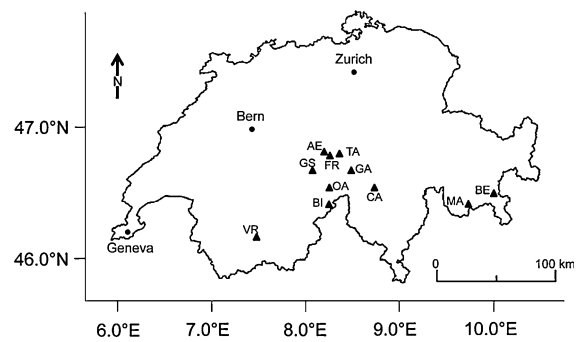 Zurich
N
Bern
47.0°N
AE
TA
FR
GS
GA
OA
CA
BE
BI
MA
VR
Geneva
46.0°N
0
100 km
6.0°E
7.0°E
8.0°E
9.0°E
10.0°E